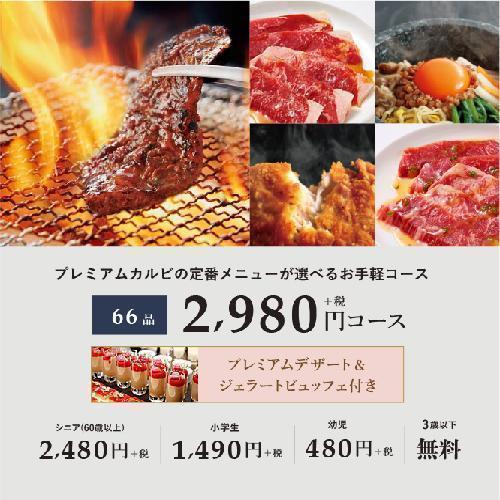 プレミアムカルビの定番メニューが選べるお手軽コース
66品 2,980円+税コース
プレミアムデザート&
ジェラートビュッフェ付き
シニア(60歳以上) 小学生 幼児 3歳以下
2,480円+税 1,490円+税 480円+税 無料